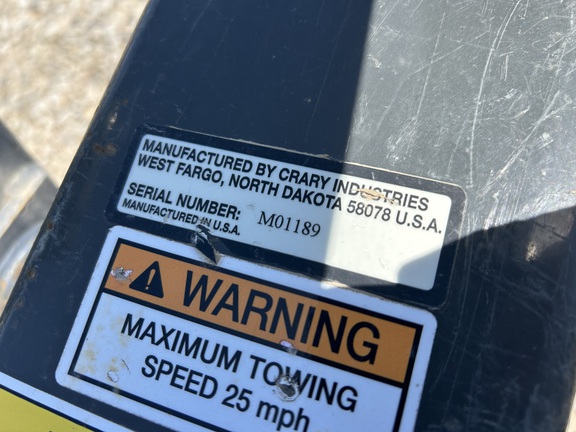 MANUFACTURED BY CRARY INDUSTRIES
WEST FARGO, NORTH DAKOTA 58078 U.S.A.
SERIAL NUMBER: M01189
MANUFACTURED IN U.S.A.
WARNING
MAXIMUM TOWING
SPEED 25 mph